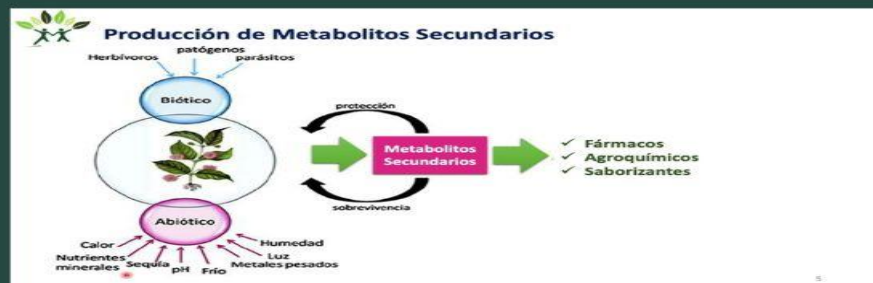 Producción de Metabolitos Secundarios
patógenos
Herbívoros
parásitos
Biótico
protección
Metabolitos
Secundarios
✓ Fármacos
✓ Agroquímicos
✓ Saborizantes
sobrevivencia
Abiótico
Calor
Humedad
Nutrientes
minerales
Sequía
pH
Frío
Luz
Metales pesados
5